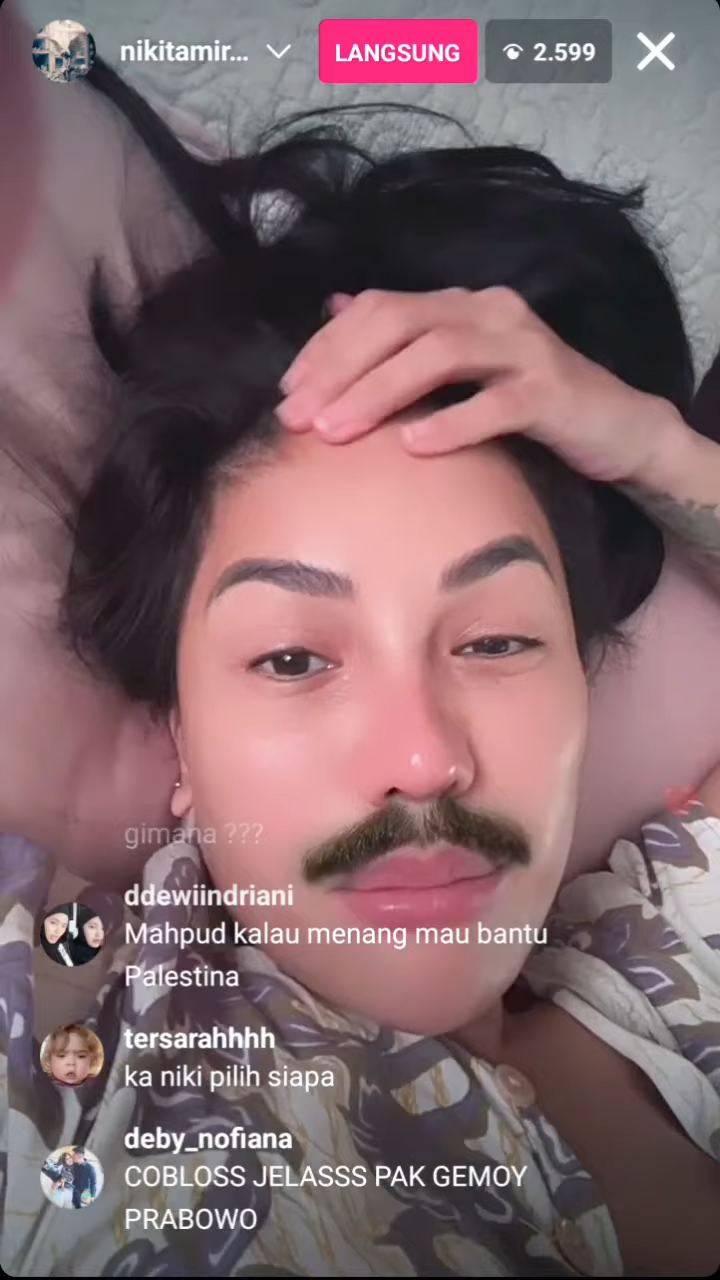 nikitamir...
LANGSUNG
2.599
gimana ???
ddewiindriani
Mahpud kalau menang mau bantu
Palestina
tersarahhhh
ka niki pilih siapa
deby_nofiana
COBLOSS JELASSS PAK GEMOY
PRABOWO